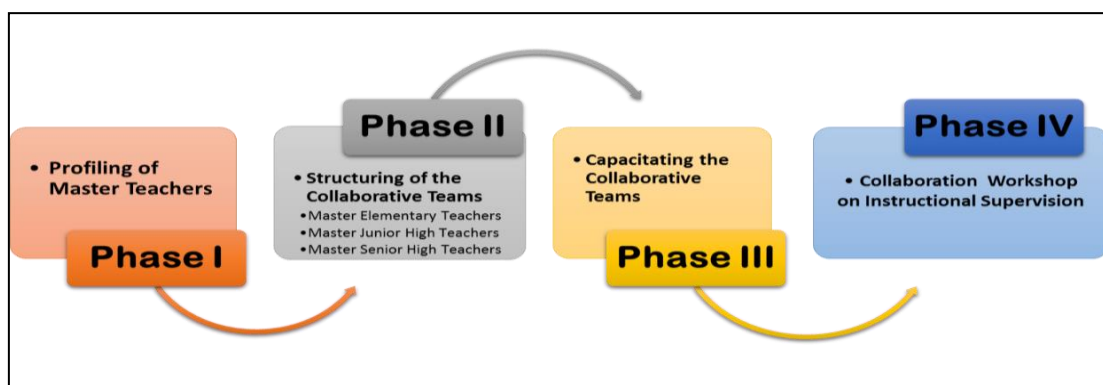 • Profiling of
Master Teachers
Phase I
Phase II
• Structuring of the
Collaborative Teams
•Master Elementary Teachers
•Master Junior High Teachers
•Master Senior High Teachers
• Capacitating the
Collaborative
Teams
Phase III
Phase IV
• Collaboration Workshop
on Instructional Supervision